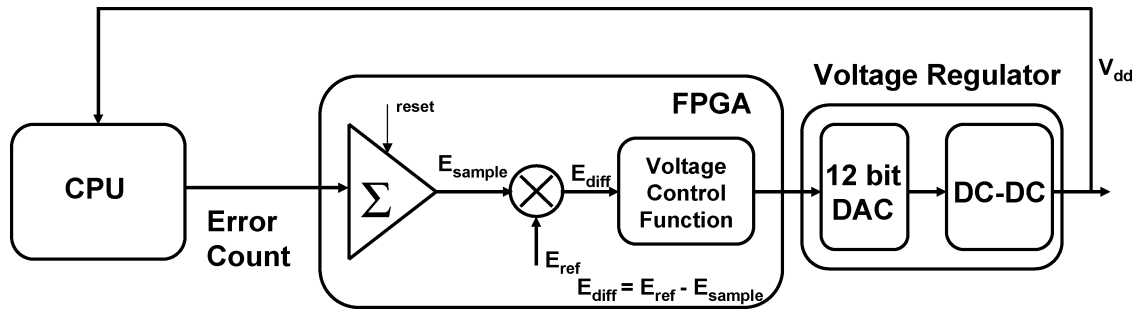 Voltage Regulator
V_dd
FPGA
reset
CPU
Error
Count
Σ
E_sample
E_diff
E_ref
E_diff = E_ref - E_sample
Voltage
Control
Function
12 bit
DAC
DC-DC